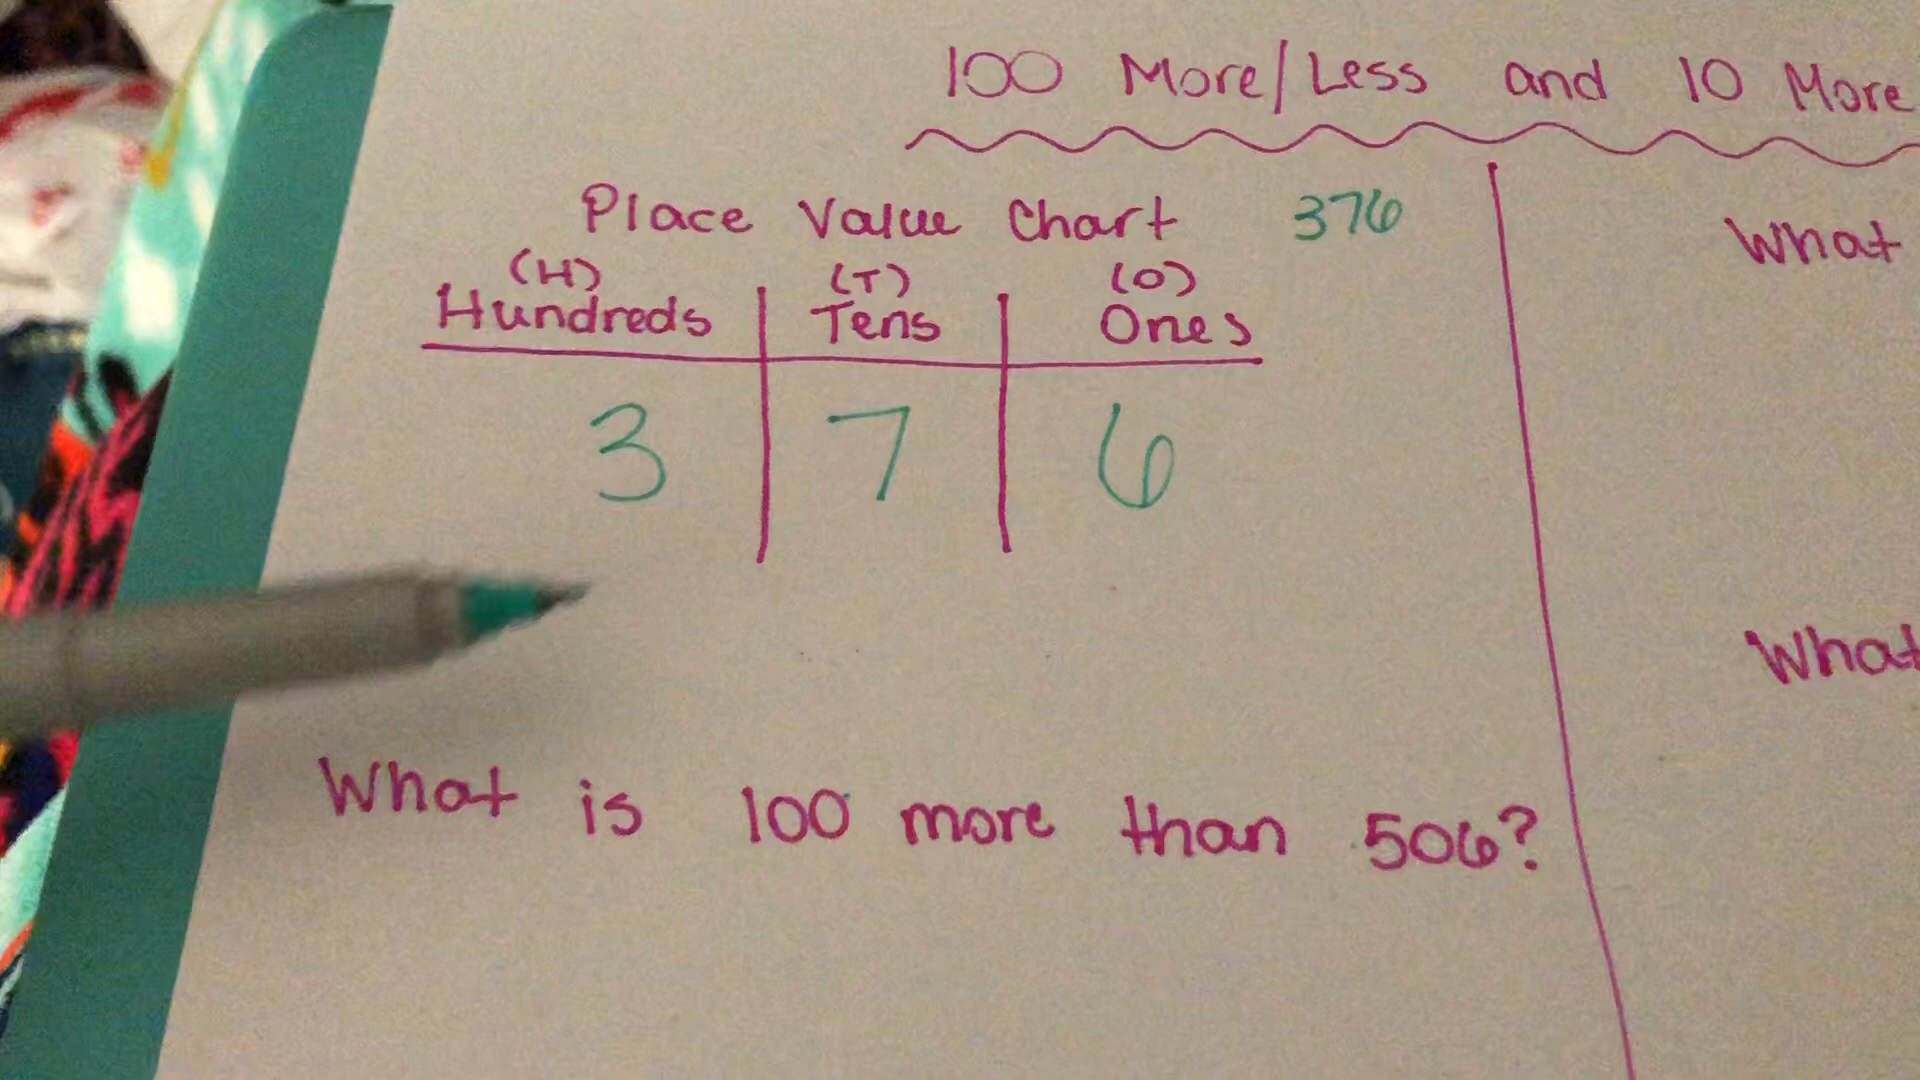 100 More/Less and 10 More
Place Value Chart 376
(H) (T) (O)
Hundreds Tens Ones
3 7 6
What is 100 more than 506?
What
What